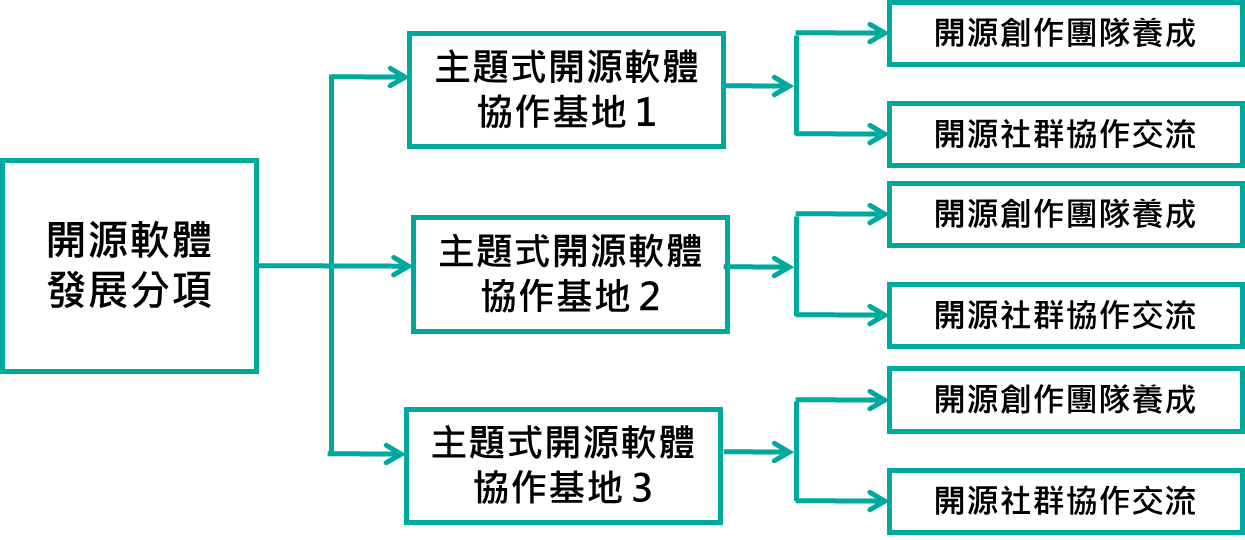 開源軟體
發展分項
主題式開源軟體
協作基地 1
開源創作團隊養成
開源社群協作交流
主題式開源軟體
協作基地 2
開源創作團隊養成
開源社群協作交流
主題式開源軟體
協作基地 3
開源創作團隊養成
開源社群協作交流